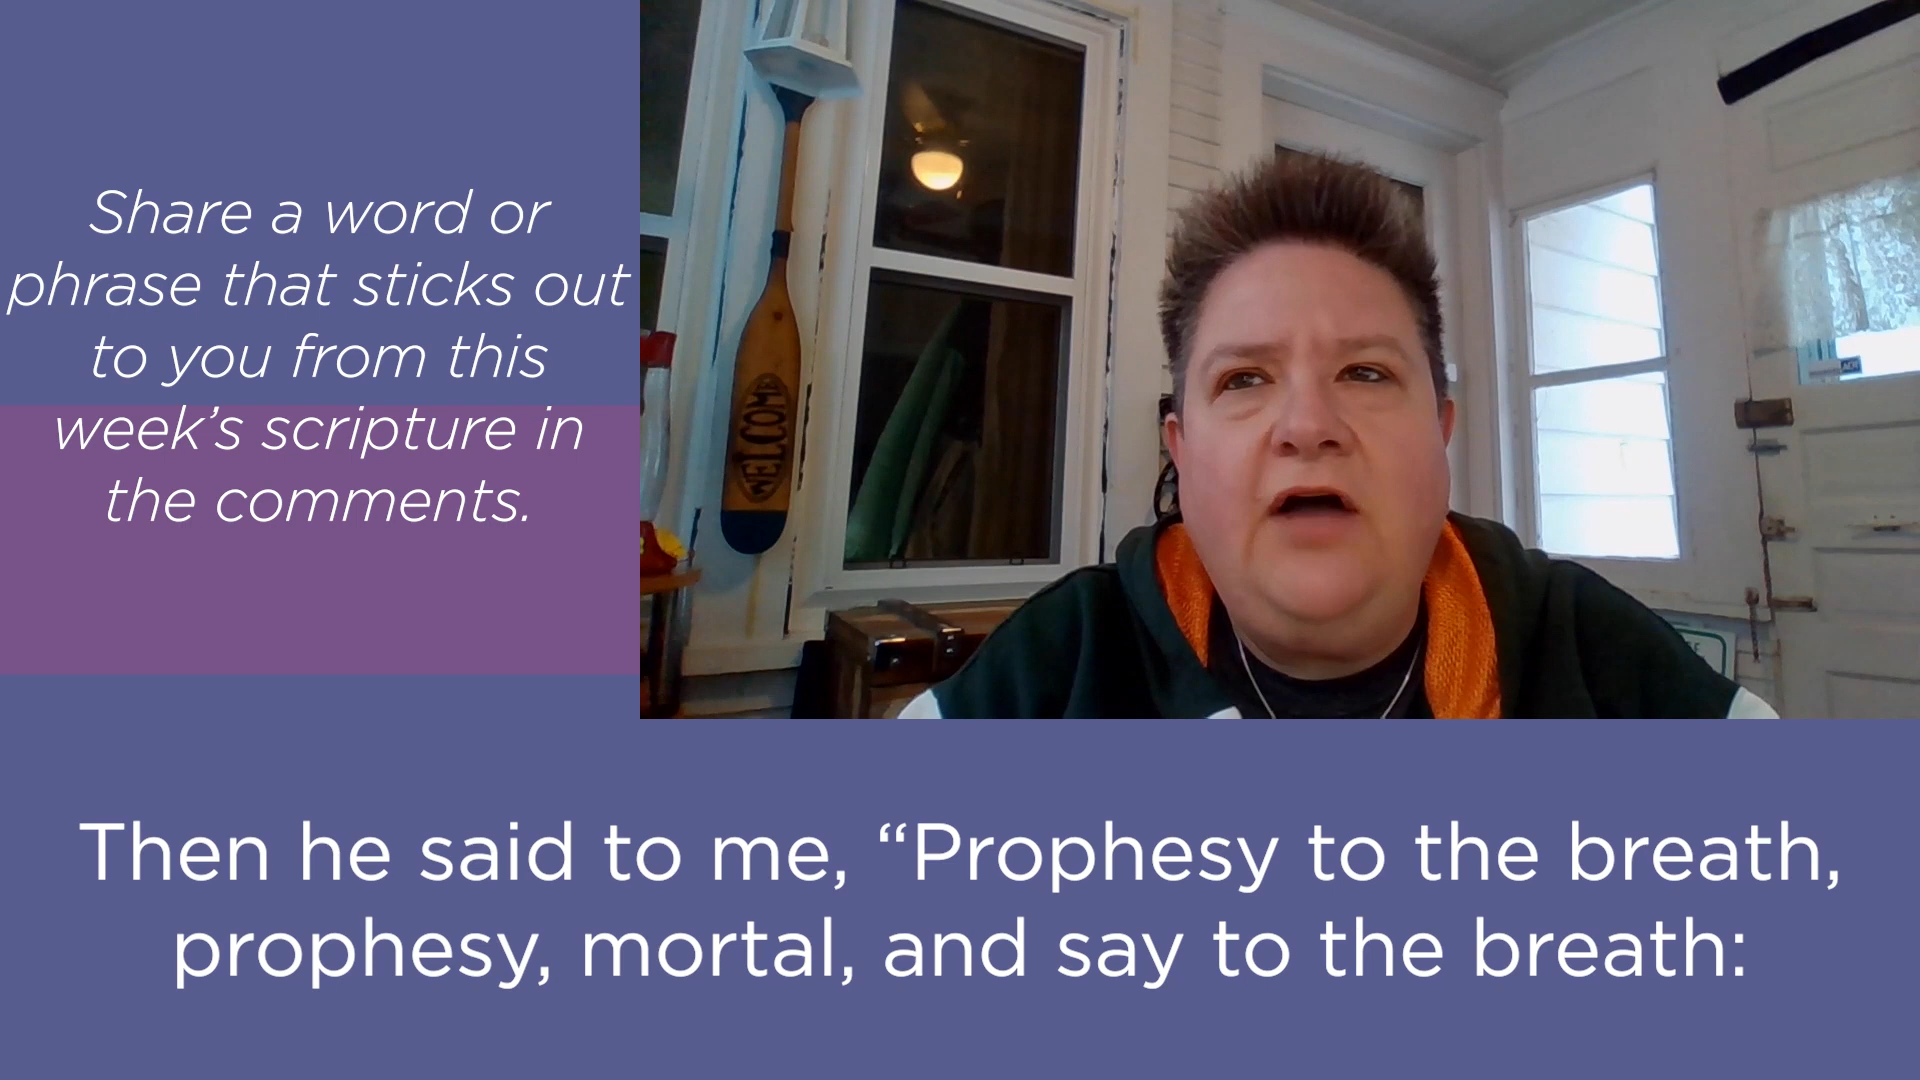 Share a word or
phrase that sticks out
to you from this
week’s scripture in
the comments.
WELCOME
Then he said to me, “Prophesy to the breath,
prophesy, mortal, and say to the breath: